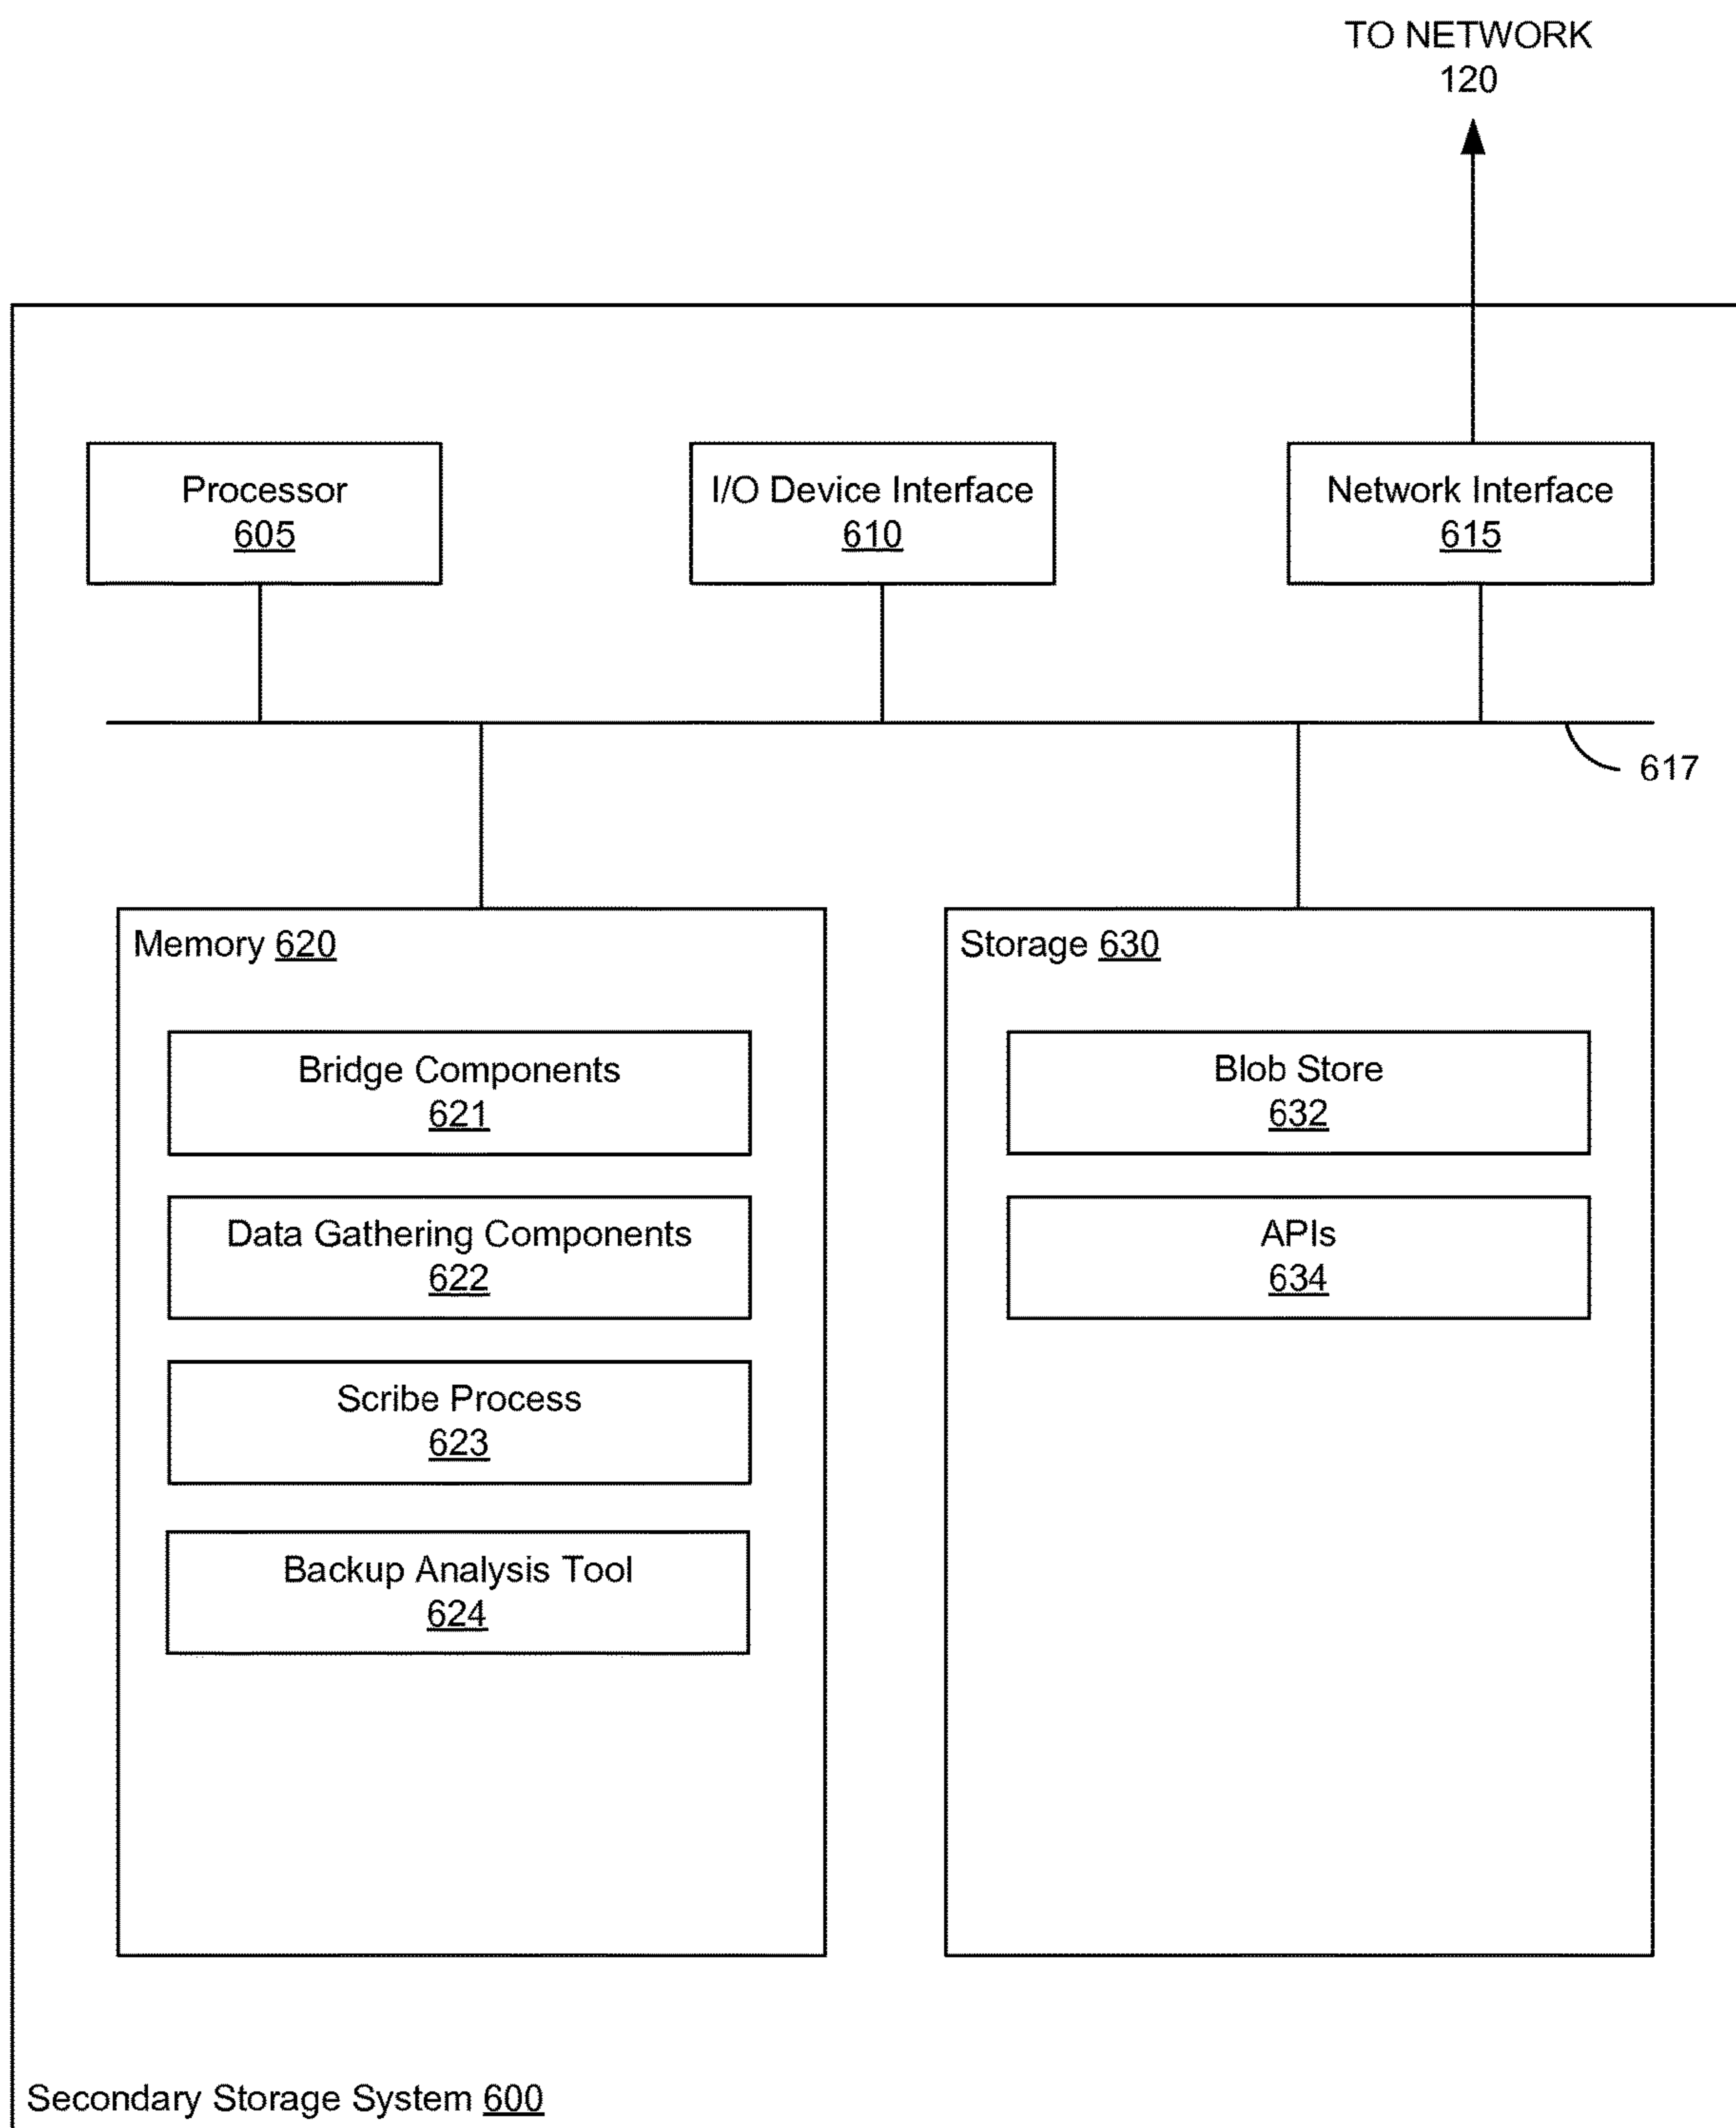 TO NETWORK
120
Processor
605
I/O Device Interface
610
Network Interface
615
617
Memory 620
Bridge Components
621
Data Gathering Components
622
Scribe Process
623
Backup Analysis Tool
624
Storage 630
Blob Store
632
APIs
634
Secondary Storage System 600